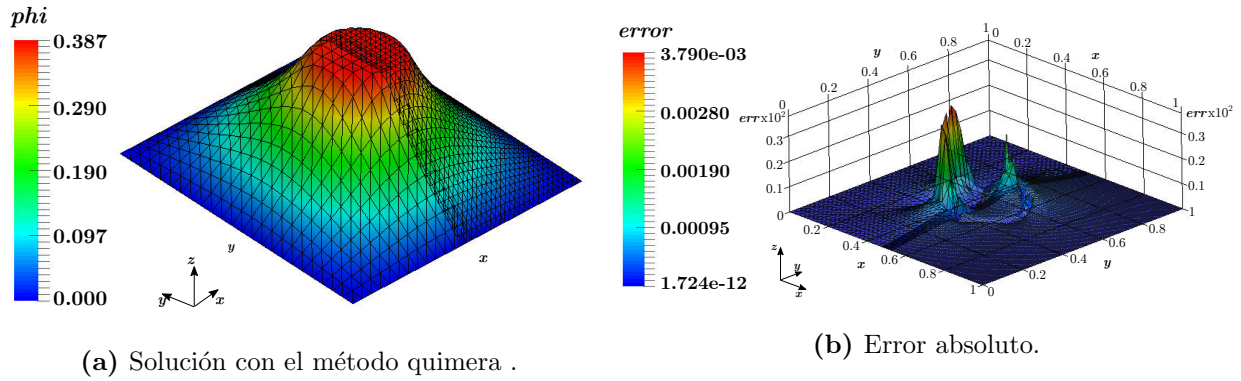 phi
0.387
0.290
0.190
0.097
0.000
y
x
z
y
x
(a) Solución con el método quimera .
error
3.790e-03
0.00280
0.00190
0.00095
1.724e-12
1
0
y
0.8
0.2
x
0.6
0.4
0.4
0.6
0.2
0.8
0
1
errx10²
errx10²
0.3
0.3
0.2
0.2
0.1
0.1
0
1
0.2
0.8
0.4
0.6
x
0.6
0.4
y
0.8
0.2
1
0
z
y
x
(b) Error absoluto.